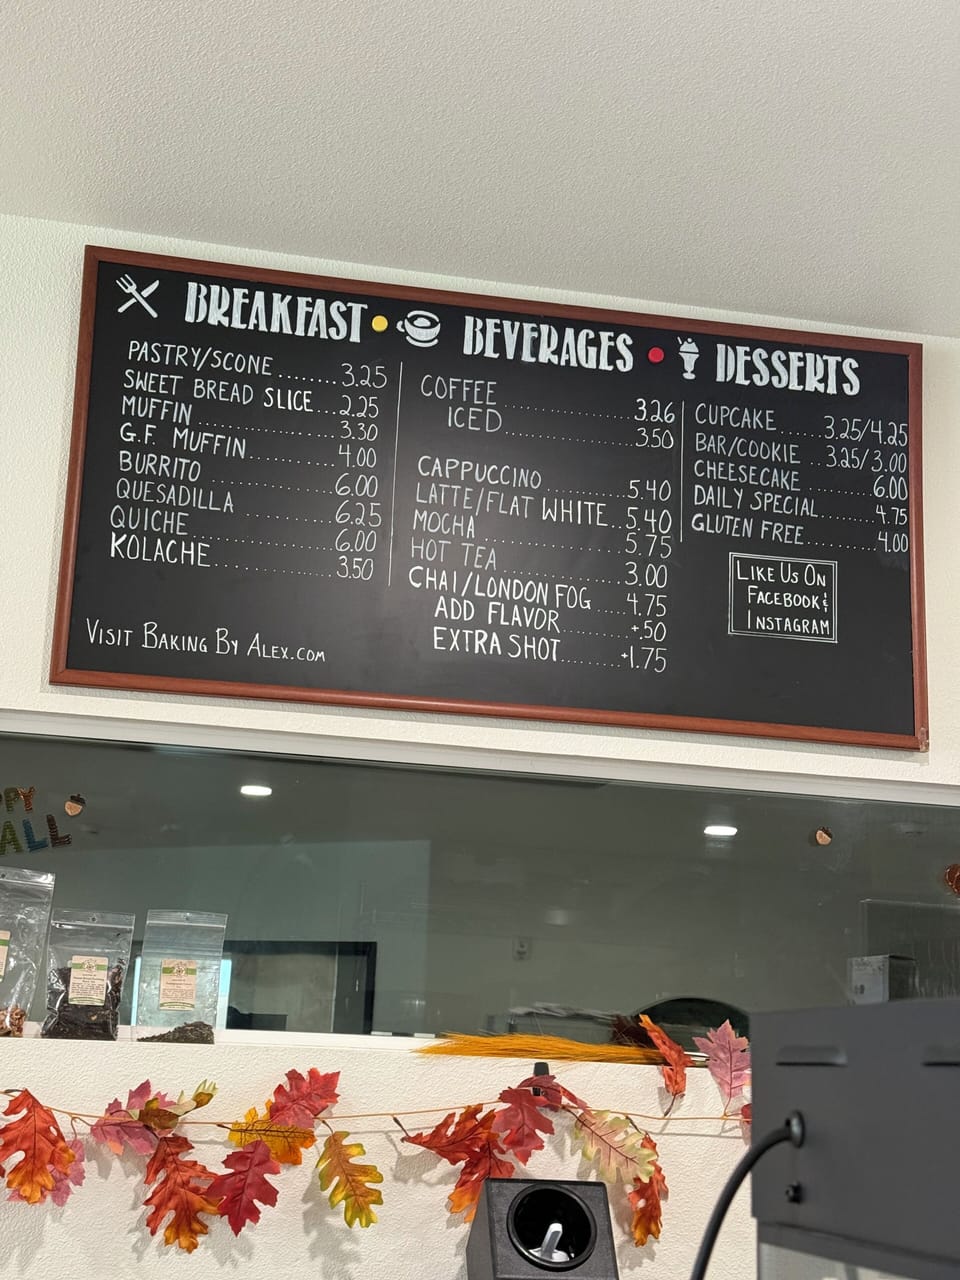 BREAKFAST
PASTRY/SCONE ........ 3.25
SWEET BREAD SLICE... 2.25
MUFFIN ............... 3.30
G.F. MUFFIN ........... 4.00
BURRITO ............... 6.00
QUESADILLA ........... 6.25
QUICHE ............... 6.00
KOLACHE............... 3.50
VISIT BAKING BY ALEX.COM
BEVERAGES
COFFEE ............... 3.26
ICED ............... 3.50
CAPPUCCINO ........... 5.40
LATTE/FLAT WHITE.. 5.40
MOCHA ............... 5.75
HOT TEA ............... 3.00
CHAI/LONDON FOG ..... 4.75
ADD FLAVOR ........ +.50
EXTRA SHOT........ +1.75
DESSERTS
CUPCAKE ...... 3.25/4.25
BAR/COOKIE .. 3.25/3.00
CHEESECAKE ........ 6.00
DAILY SPECIAL ........ 4.75
GLUTEN FREE ........ 4.00
LIKE US ON
FACEBOOK &
INSTAGRAM
PPY
ALL